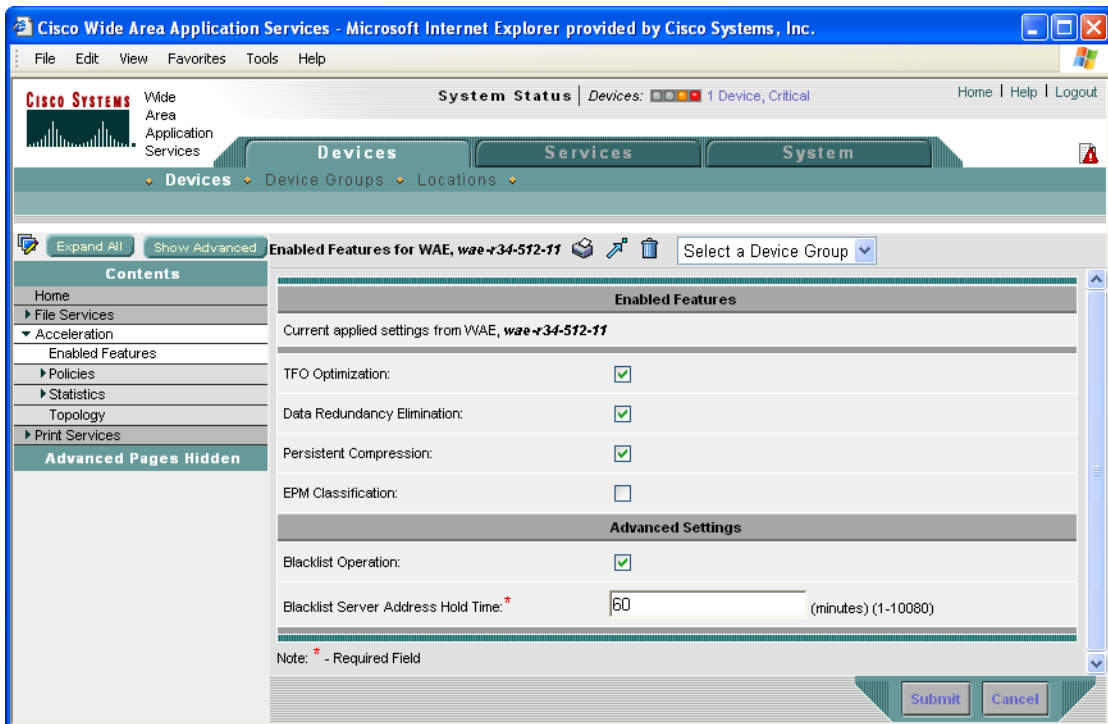 Cisco Wide Area Application Services - Microsoft Internet Explorer provided by Cisco Systems, Inc.
File Edit View Favorites Tools Help
CISCO SYSTEMS
Wide
Area
Application
Services
System Status | Devices: 1 Device, Critical
Home | Help | Logout
Devices Services System
Devices Device Groups Locations
Expand All Show Advanced
Enabled Features for WAE, wae-r34-512-11
Select a Device Group
Contents
Home
File Services
Acceleration
Enabled Features
Policies
Statistics
Topology
Print Services
Advanced Pages Hidden
Enabled Features
Current applied settings from WAE, wae-r34-512-11
TFO Optimization:
Data Redundancy Elimination:
Persistent Compression:
EPM Classification:
Advanced Settings
Blacklist Operation:
Blacklist Server Address Hold Time:* 60 (minutes) (1-10080)
Note: * - Required Field
Submit Cancel